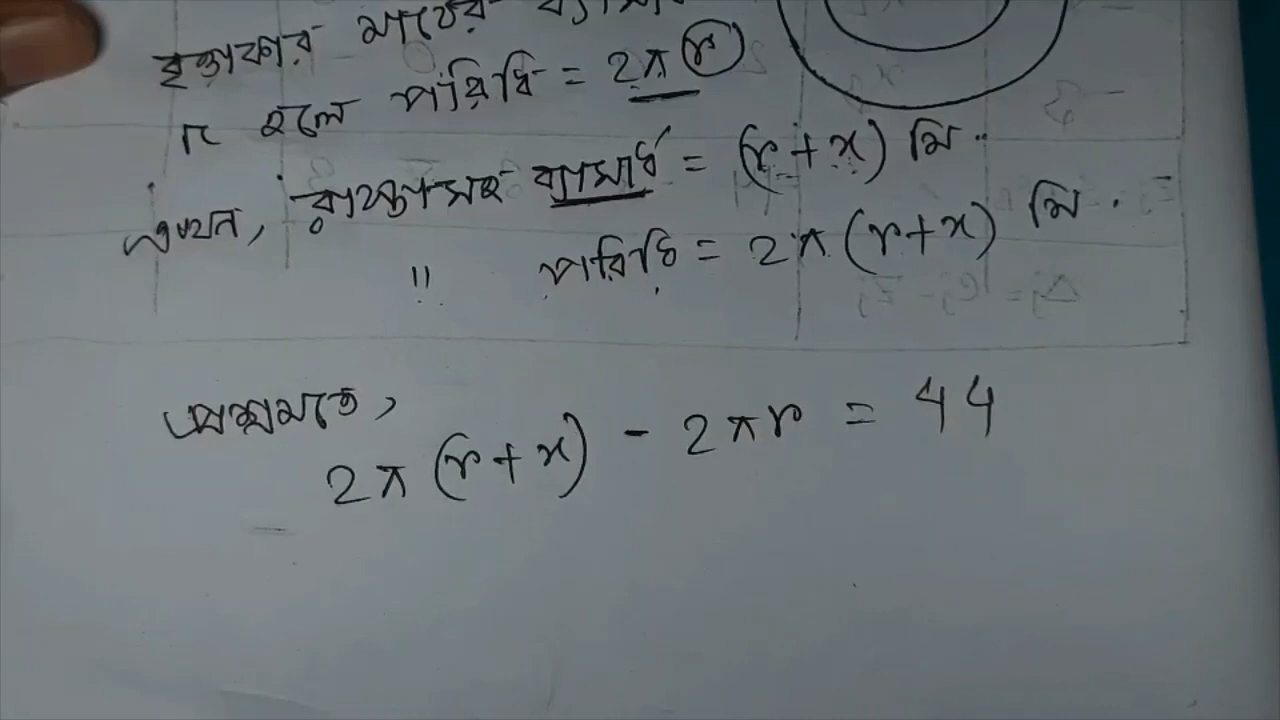 বৃত্তাকার মাঠের
r হলে পরিধি = 2π r
এখন, রাস্তাসহ ব্যাসার্ধ = (r + x) মি.
" পরিধি = 2π (r + x) মি.
প্রশ্নমতে,
2π (r + x) - 2πr = 44